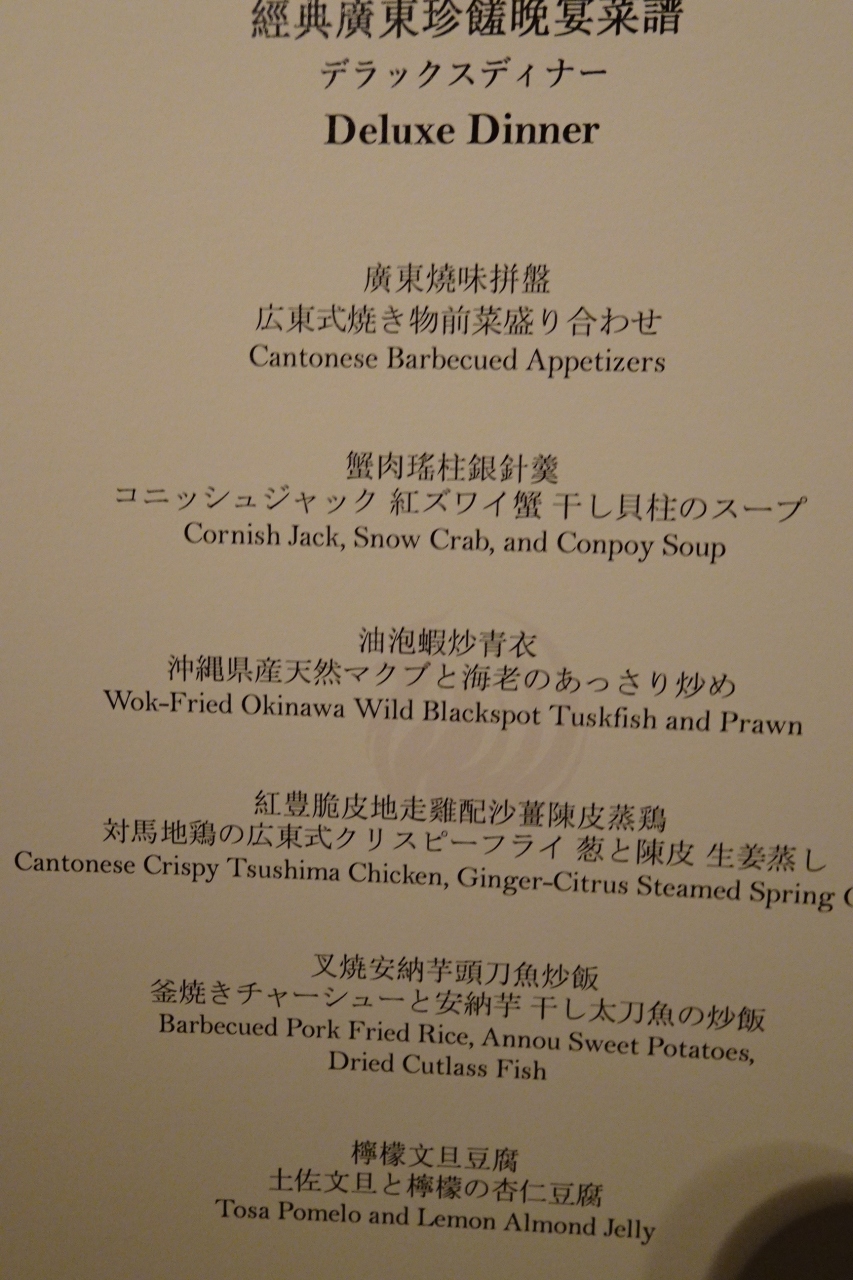 經典廣東珍饈晚宴菜譜
デラックスディナー
Deluxe Dinner
廣東燒味拼盤
広東式焼き物前菜盛り合わせ
Cantonese Barbecued Appetizers
蟹肉瑤柱銀針羹
コニッシュジャック 紅ズワイ蟹 干し貝柱のスープ
Cornish Jack, Snow Crab, and Conpoy Soup
油泡蝦炒青衣
沖縄県産天然マクブと海老のあっさり炒め
Wok-Fried Okinawa Wild Blackspot Tuskfish and Prawn
紅豊脆皮地走雞配沙薑陳皮蒸鶏
対馬地鶏の広東式クリスピーフライ 葱と陳皮 生姜蒸し
Cantonese Crispy Tsushima Chicken, Ginger-Citrus Steamed Spring
叉焼安納芋頭刀魚炒飯
釜焼きチャーシューと安納芋 干し太刀魚の炒飯
Barbecued Pork Fried Rice, Annou Sweet Potatoes,
Dried Cutlass Fish
檸檬文旦豆腐
土佐文旦と檸檬の杏仁豆腐
Tosa Pomelo and Lemon Almond Jelly